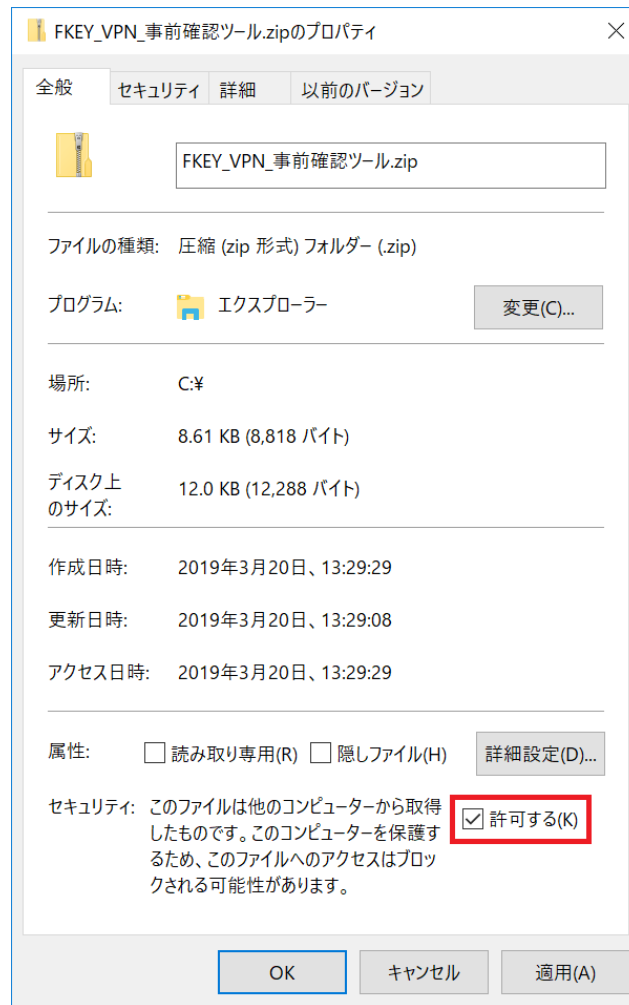 FKEY_VPN_事前確認ツール.zipのプロパティ
全般 セキュリティ 詳細 以前のバージョン
FKEY_VPN_事前確認ツール.zip
ファイルの種類: 圧縮 (zip 形式) フォルダー (.zip)
プログラム: エクスプローラー 変更(C)...
場所: C:¥
サイズ: 8.61 KB (8,818 バイト)
ディスク上
のサイズ: 12.0 KB (12,288 バイト)
作成日時: 2019年3月20日、13:29:29
更新日時: 2019年3月20日、13:29:08
アクセス日時: 2019年3月20日、13:29:29
属性: 読み取り専用(R) 隠しファイル(H) 詳細設定(D)...
セキュリティ: このファイルは他のコンピューターから取得 許可する(K)
したものです。このコンピューターを保護す
るため、このファイルへのアクセスはブロッ
クされる可能性があります。
OK キャンセル 適用(A)